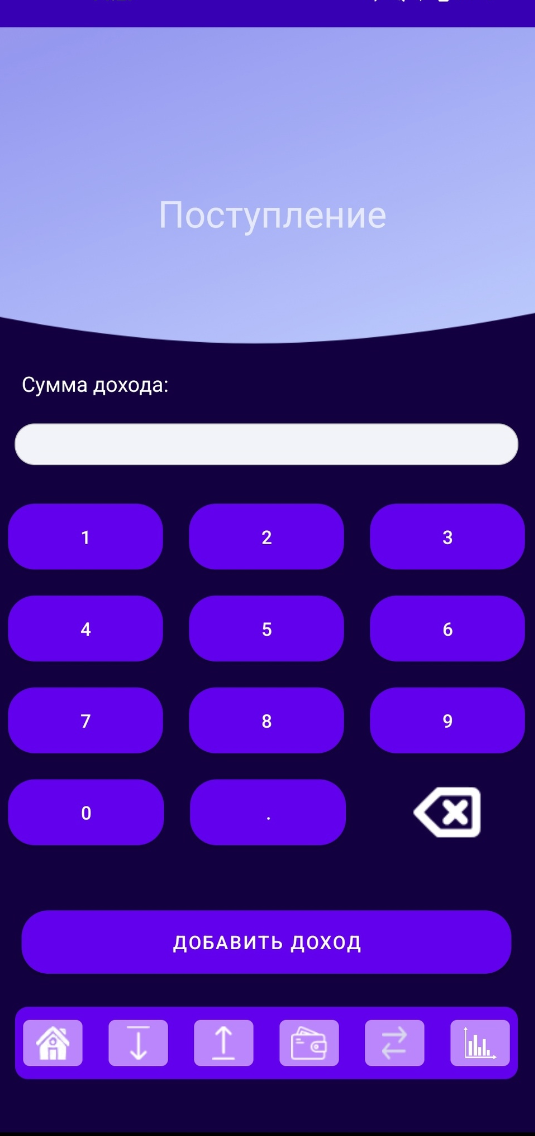 Поступление
Сумма дохода:
1 2 3
4 5 6
7 8 9
0 .
ДОБАВИТЬ ДОХОД